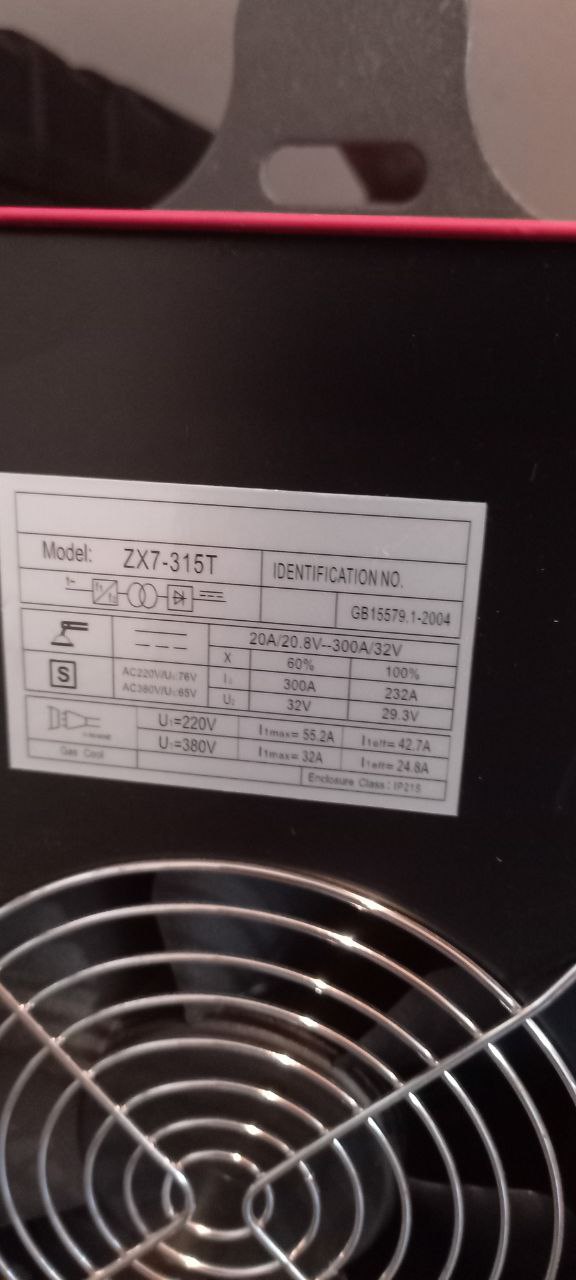 Model: ZX7-315T
IDENTIFICATION NO.
1~
GB15579.1-2004
20A/20.8V--300A/32V
X 60% 100%
S
AC220V/U₀:76V
AC380V/U₀:65V
I₂ 300A 232A
U₂ 32V 29.3V
U₁=220V I1max= 55.2A I1eff= 42.7A
U₁=380V I1max= 32A I1eff= 24.8A
Gas Cool
Enclosure Class: IP21S